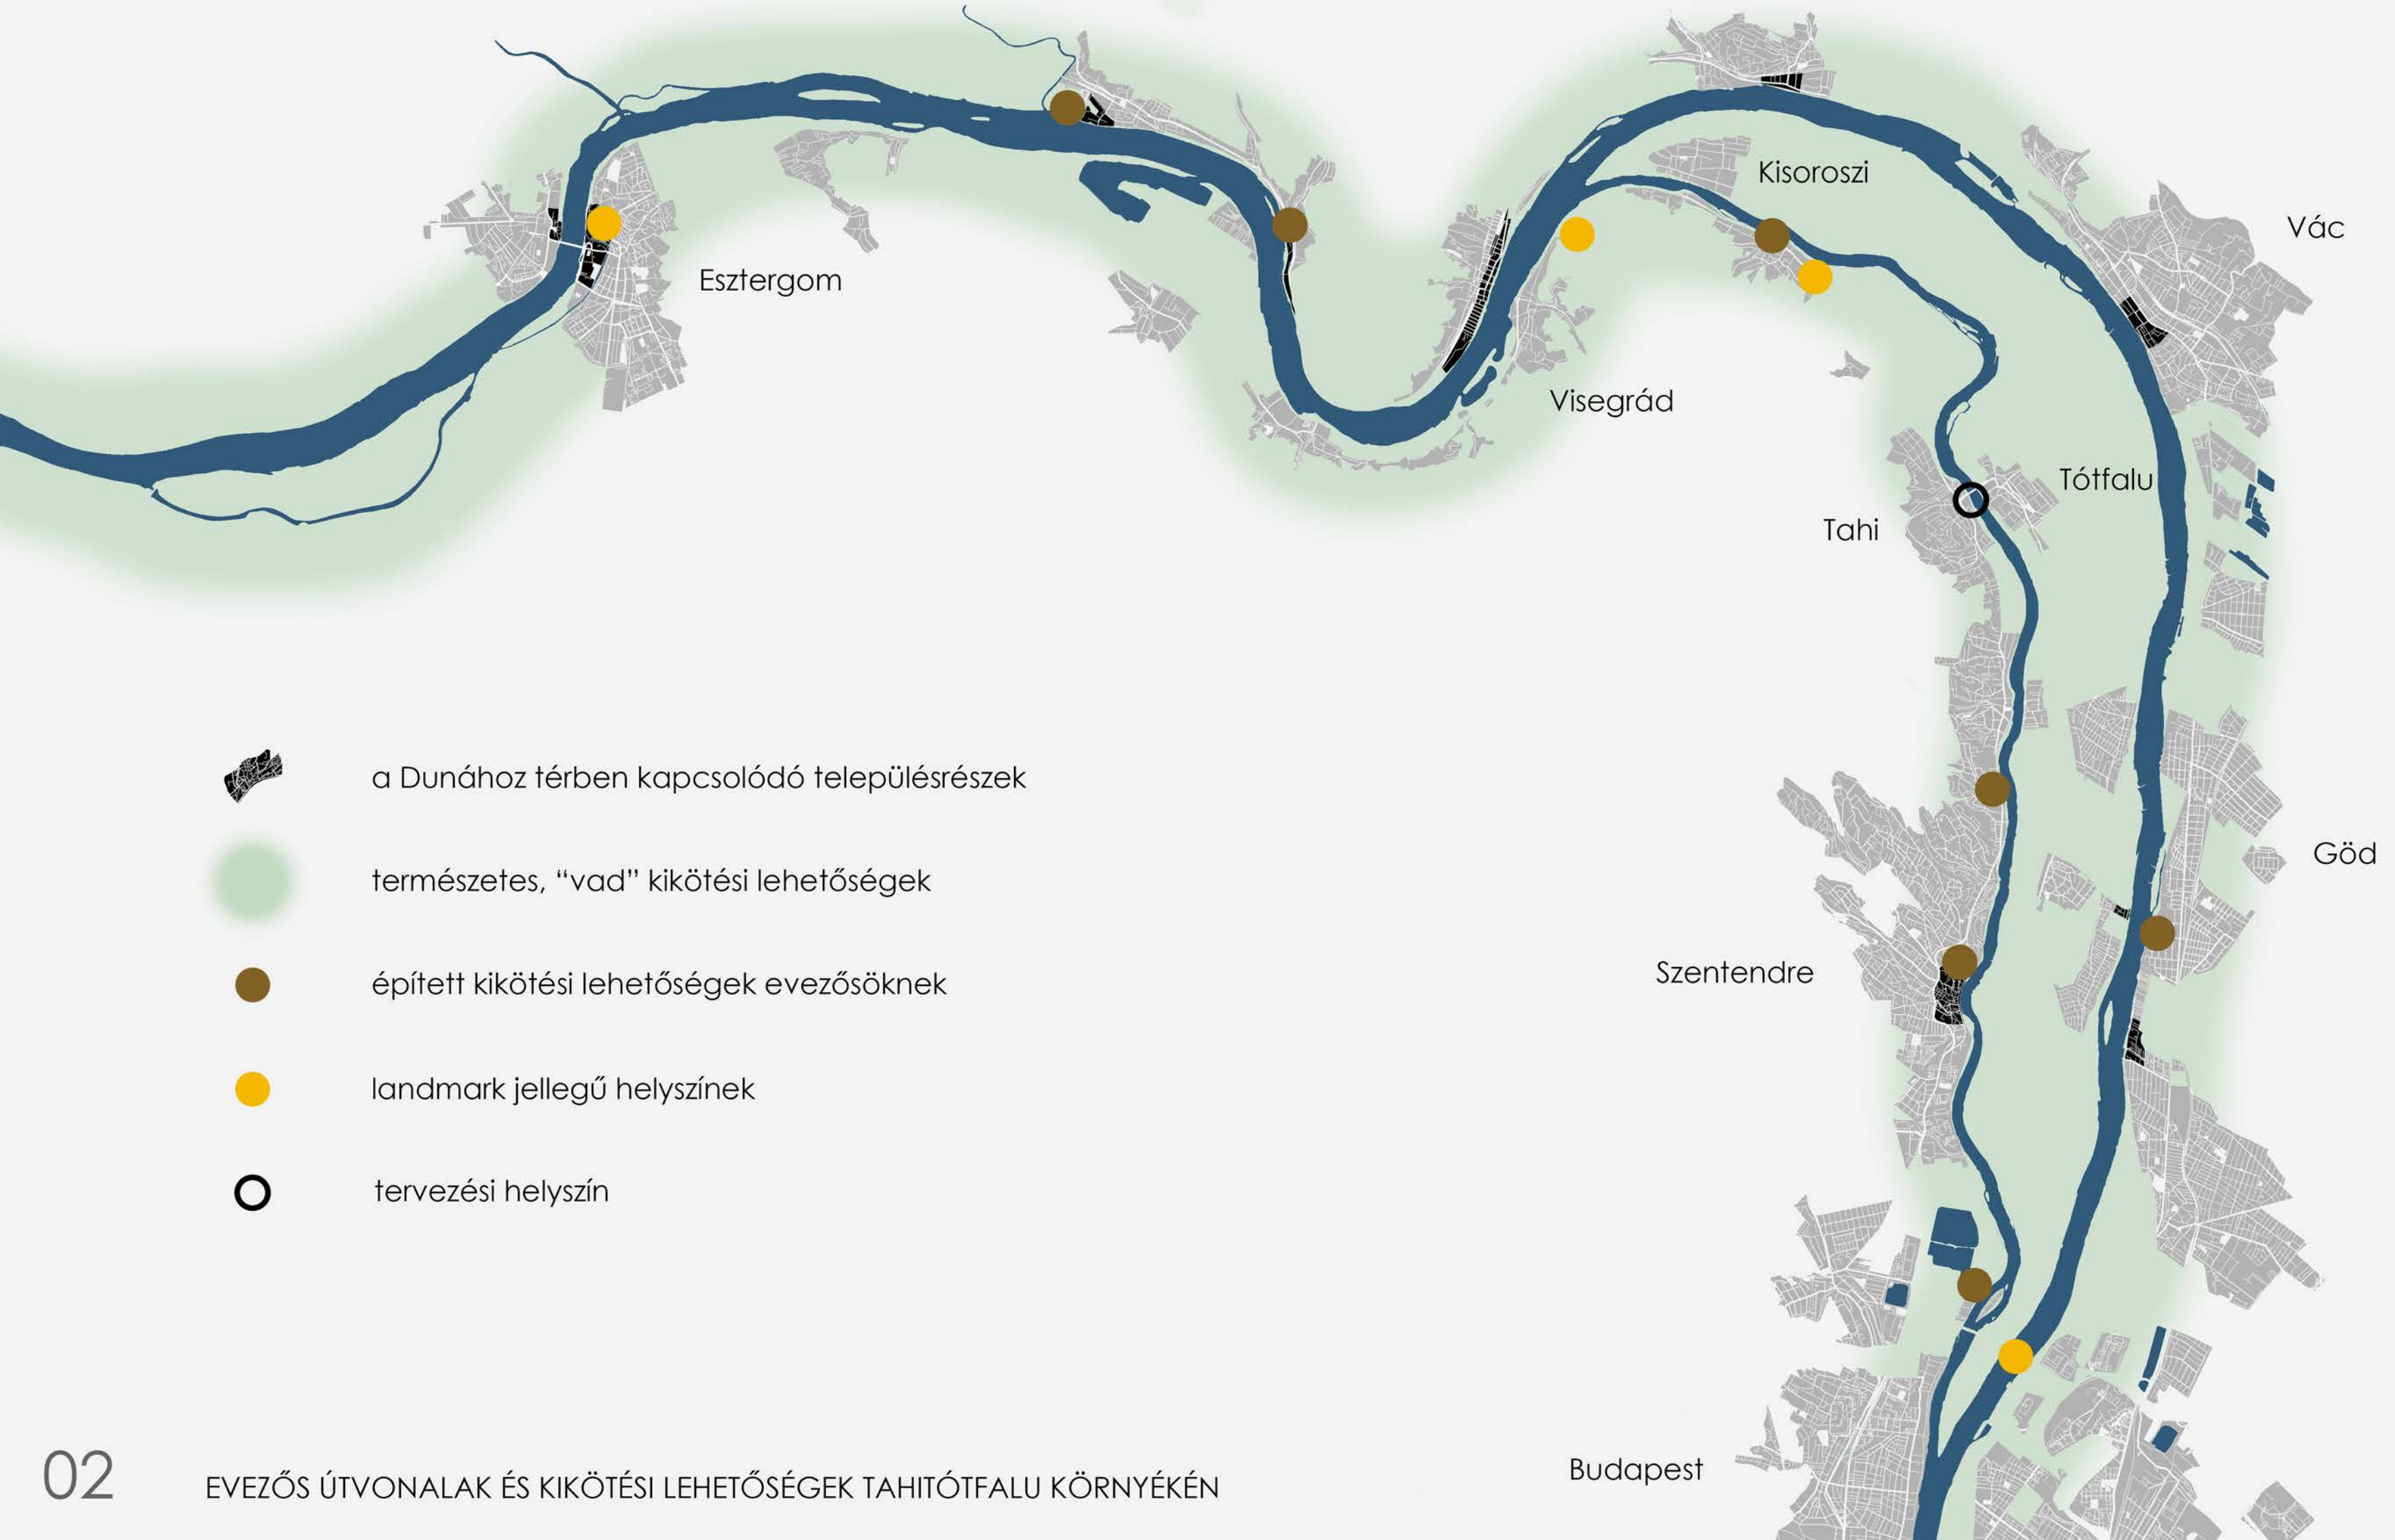 Kisoroszi
Vác
Esztergom
Visegrád
Tótfalu
Tahi
a Dunához térben kapcsolódó településrészek
természetes, “vad” kikötési lehetőségek
Göd
épített kikötési lehetőségek evezősöknek
Szentendre
landmark jellegű helyszínek
tervezési helyszín
Budapest
02
EVEZŐS ÚTVONALAK ÉS KIKÖTÉSI LEHETŐSÉGEK TAHITÓTFALU KÖRNYÉKÉN